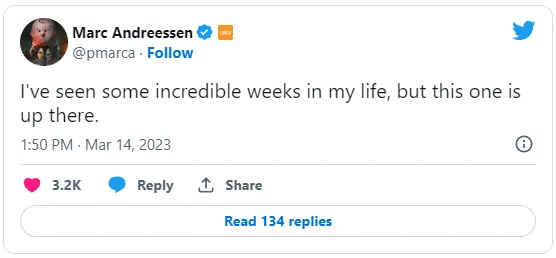 Marc Andreessen
@pmarca · Follow
I've seen some incredible weeks in my life, but this one is
up there.
1:50 PM · Mar 14, 2023
3.2K Reply Share
Read 134 replies